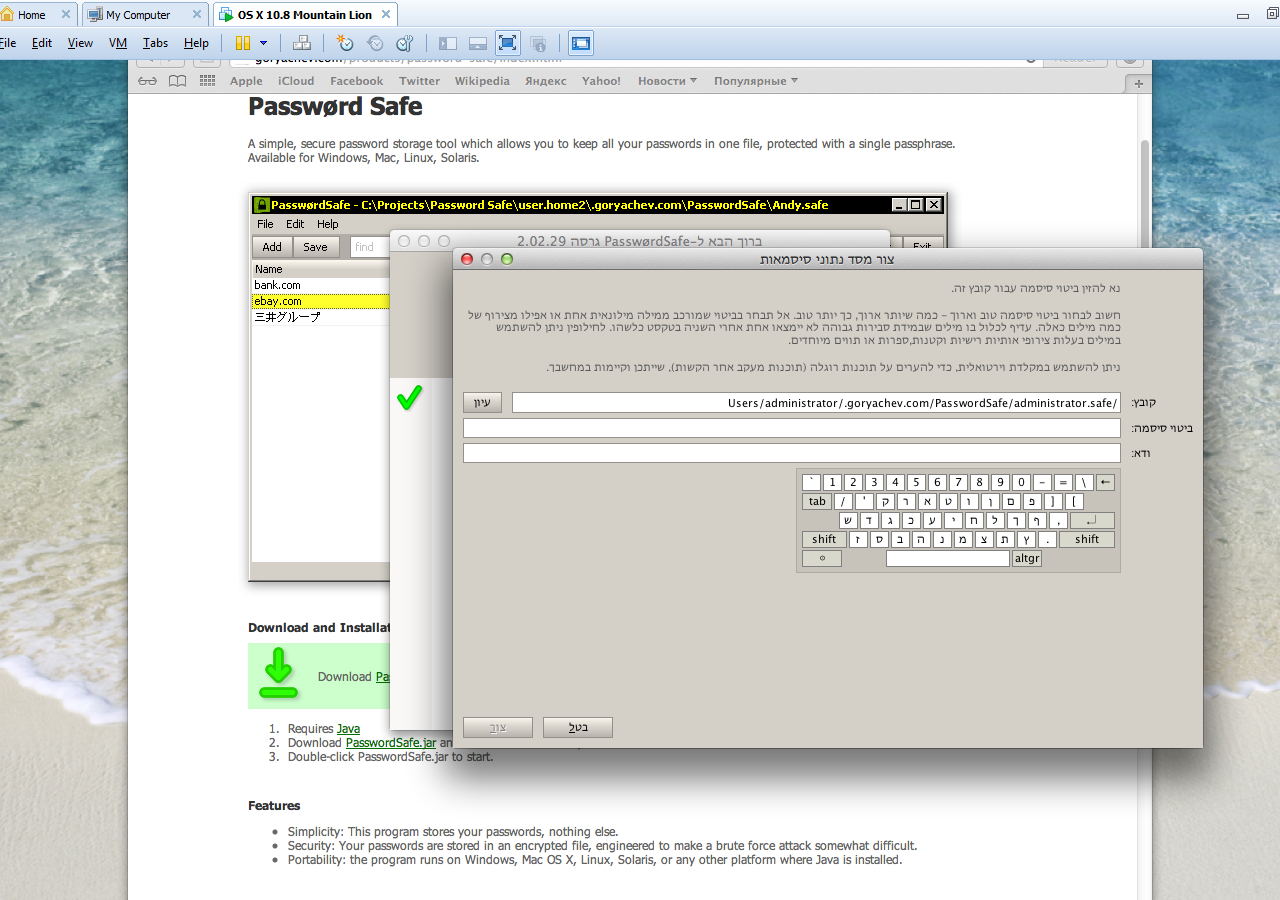 Home
My Computer
OS X 10.8 Mountain Lion
File Edit View VM Tabs Help
goryachev.com/products/password-safe/index.html
Reader
Apple iCloud Facebook Twitter Wikipedia Яндекс Yahoo! Новости Популярные
Passwørd Safe
A simple, secure password storage tool which allows you to keep all your passwords in one file, protected with a single passphrase.
Available for Windows, Mac, Linux, Solaris.
PasswørdSafe - C:\Projects\Password Safe\user.home2\.goryachev.com\PasswordSafe\Andy.safe
File Edit Help
Add Save find Exit
Name
bank.com
ebay.com
三井グループ
ברוך הבא ל-PasswørdSafe גרסה 2.02.29
צור מסד נתוני סיסמאות
נא להזין ביטוי סיסמה עבור קובץ זה.
חשוב לבחור ביטוי סיסמה טוב וארוך - כמה שיותר ארוך, כך יותר טוב. אל תבחר בביטוי שמורכב ממילה מילונאית אחת או אפילו מצירוף של
כמה מילים כאלה. עדיף לכלול בו מילים שבמידת סבירות גבוהה לא יימצאו אחת אחרי השניה בטקסט כלשהו. לחילופין ניתן להשתמש
במילים בעלות צירופי אותיות רישיות וקטנות,ספרות או תווים מיוחדים.
ניתן להשתמש במקלדת וירטואלית, כדי להערים על תוכנות רוגלה (תוכנות מעקב אחר הקשות), שייתכן וקיימות במחשבך.
קובץ: Users/administrator/.goryachev.com/PasswordSafe/administrator.safe/ עיון
ביטוי סיסמה:
ודא:
` 1 2 3 4 5 6 7 8 9 0 - = \ ←
tab / ' ק ר א ט ו ן ם פ [ ]
ש ד ג כ ע י ח ל ך ף ,
shift ז ס ב ה נ מ צ ת ץ . shift
altgr
צור בטל
Download and Installat
Download Pa
1. Requires Java
2. Download PasswordSafe.jar an
3. Double-click PasswordSafe.jar to start.
Features
• Simplicity: This program stores your passwords, nothing else.
• Security: Your passwords are stored in an encrypted file, engineered to make a brute force attack somewhat difficult.
• Portability: the program runs on Windows, Mac OS X, Linux, Solaris, or any other platform where Java is installed.